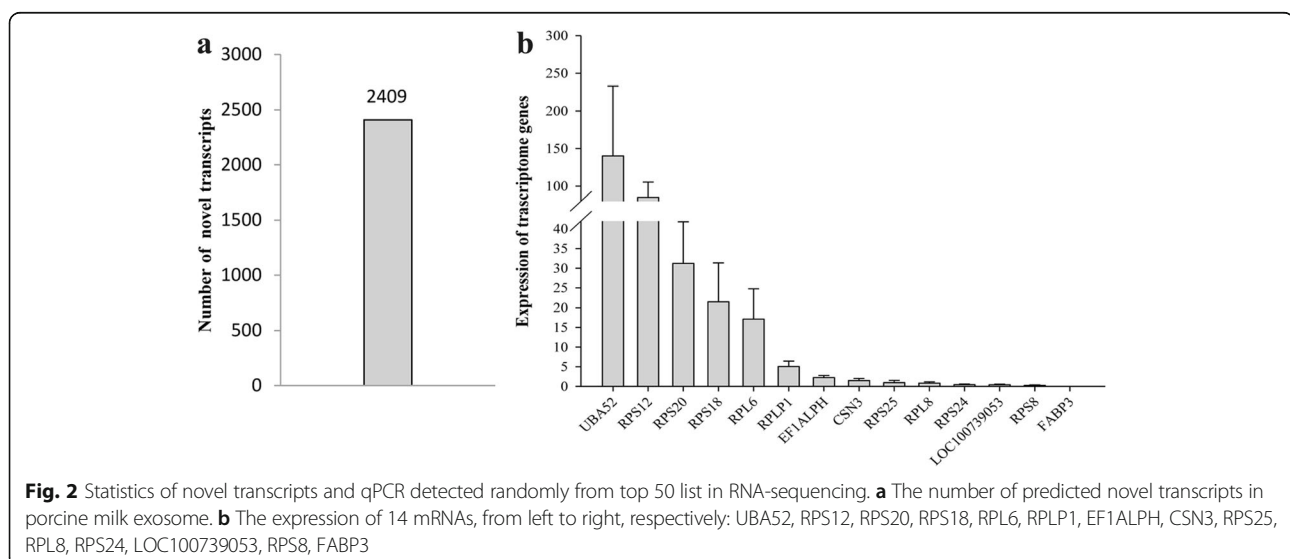 a
3000
2500
2000
1500
1000
500
0
Number of novel transcripts
2409
b
300
250
200
150
100
40
35
30
25
20
15
10
5
0
Expression of trascriptome genes
UBA52
RPS12
RPS20
RPS18
RPL6
RPLP1
EF1ALPH
CSN3
RPS25
RPL8
RPS24
LOC100739053
RPS8
FABP3
Fig. 2 Statistics of novel transcripts and qPCR detected randomly from top 50 list in RNA-sequencing. a The number of predicted novel transcripts in
porcine milk exosome. b The expression of 14 mRNAs, from left to right, respectively: UBA52, RPS12, RPS20, RPS18, RPL6, RPLP1, EF1ALPH, CSN3, RPS25,
RPL8, RPS24, LOC100739053, RPS8, FABP3